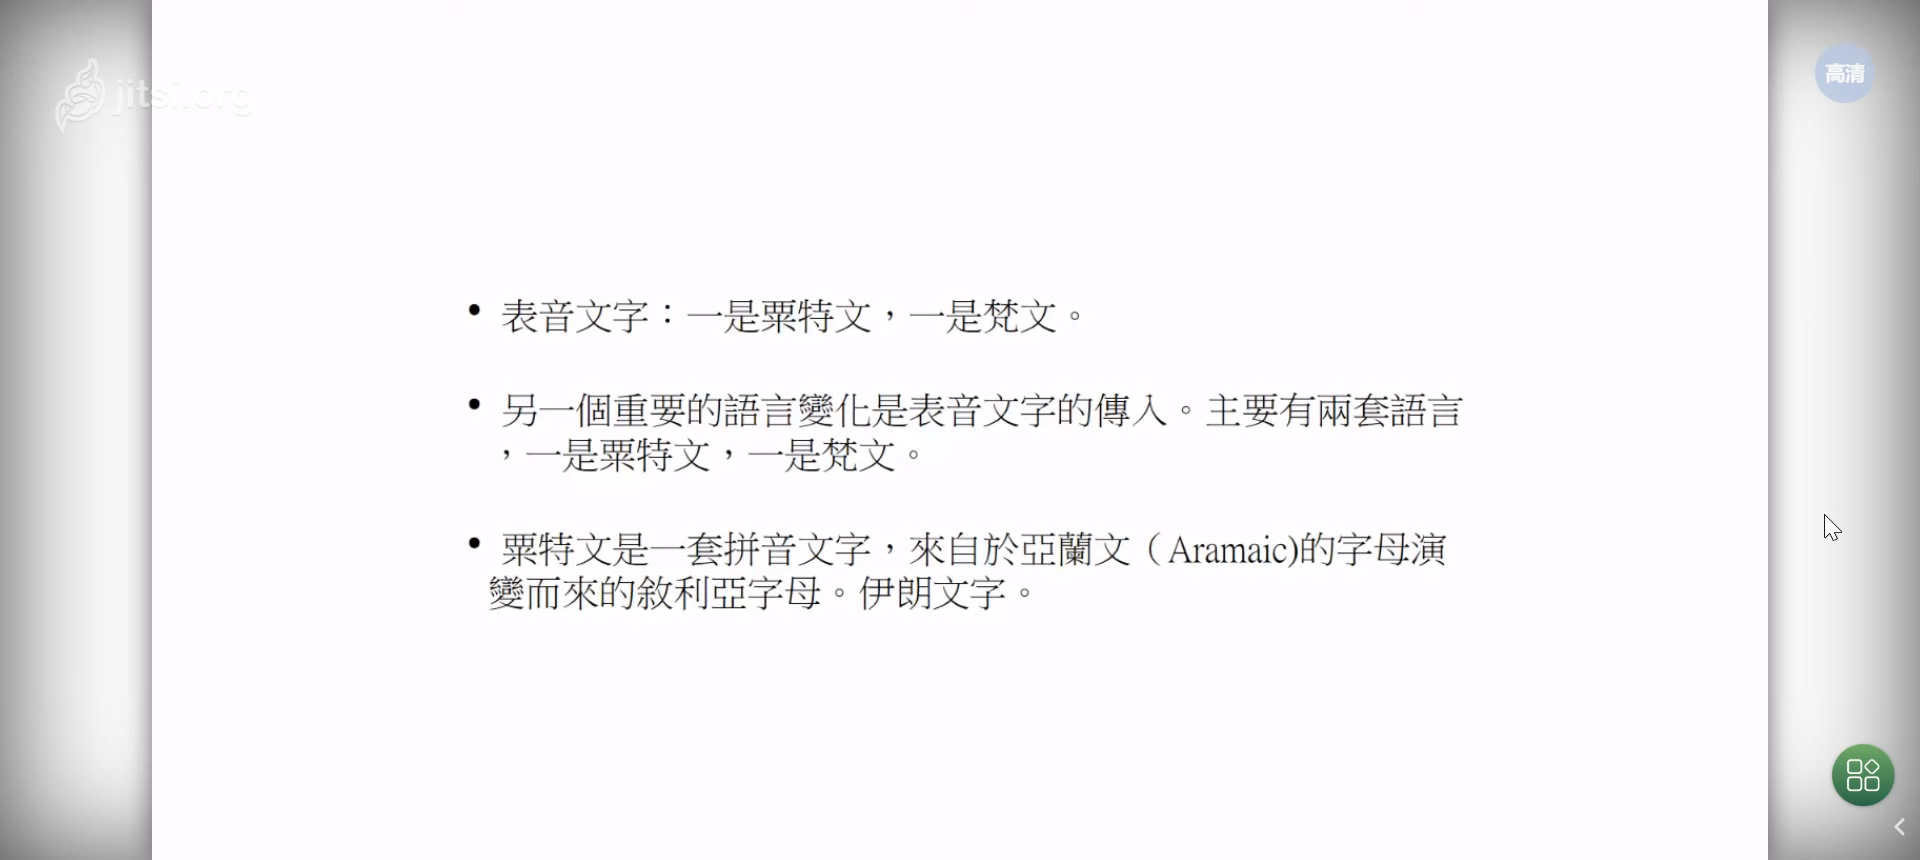 jitsi.org
高清
• 表音文字：一是粟特文，一是梵文。
• 另一個重要的語言變化是表音文字的傳入。主要有兩套語言
，一是粟特文，一是梵文。
• 粟特文是一套拼音文字，來自於亞蘭文（Aramaic)的字母演
變而來的敘利亞字母。伊朗文字。